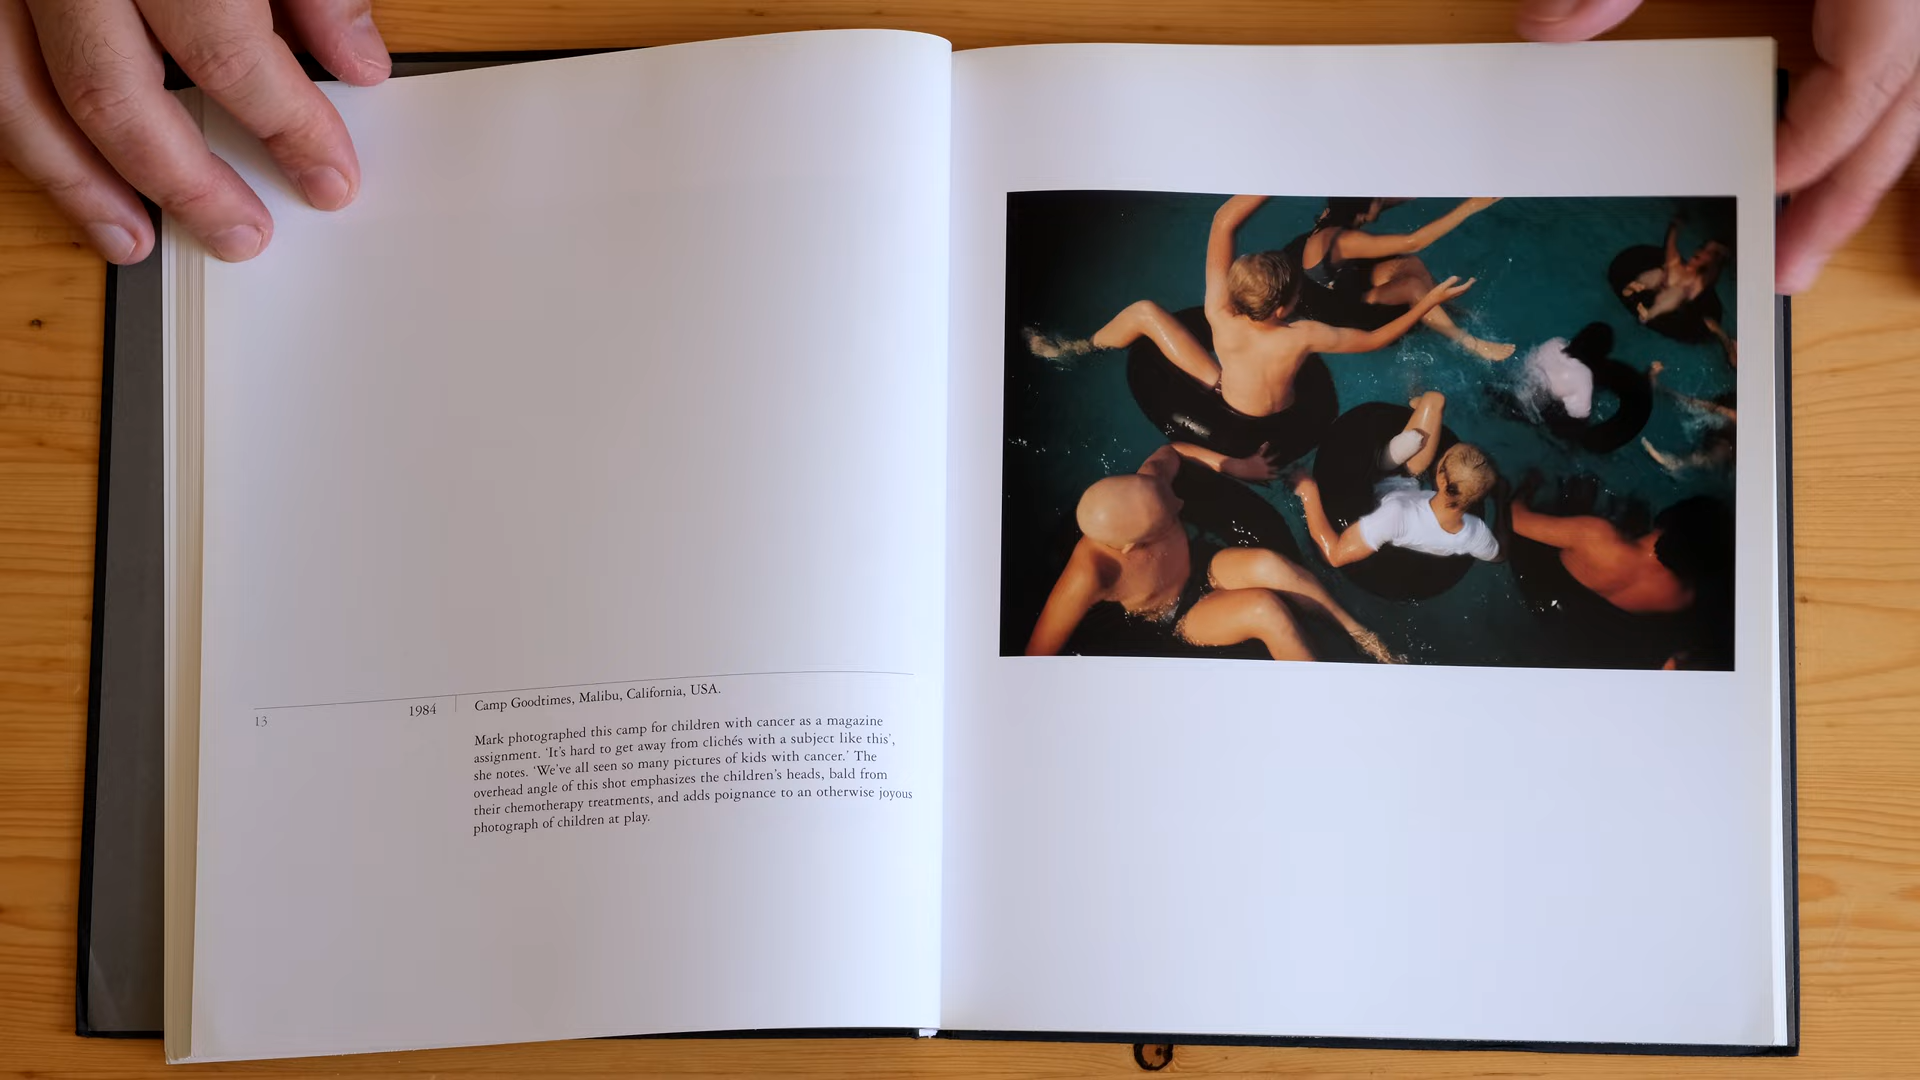 13
1984
Camp Goodtimes, Malibu, California, USA.
Mark photographed this camp for children with cancer as a magazine
assignment. ‘It’s hard to get away from clichés with a subject like this’,
she notes. ‘We’ve all seen so many pictures of kids with cancer.’ The
overhead angle of this shot emphasizes the children’s heads, bald from
their chemotherapy treatments, and adds poignance to an otherwise joyous
photograph of children at play.